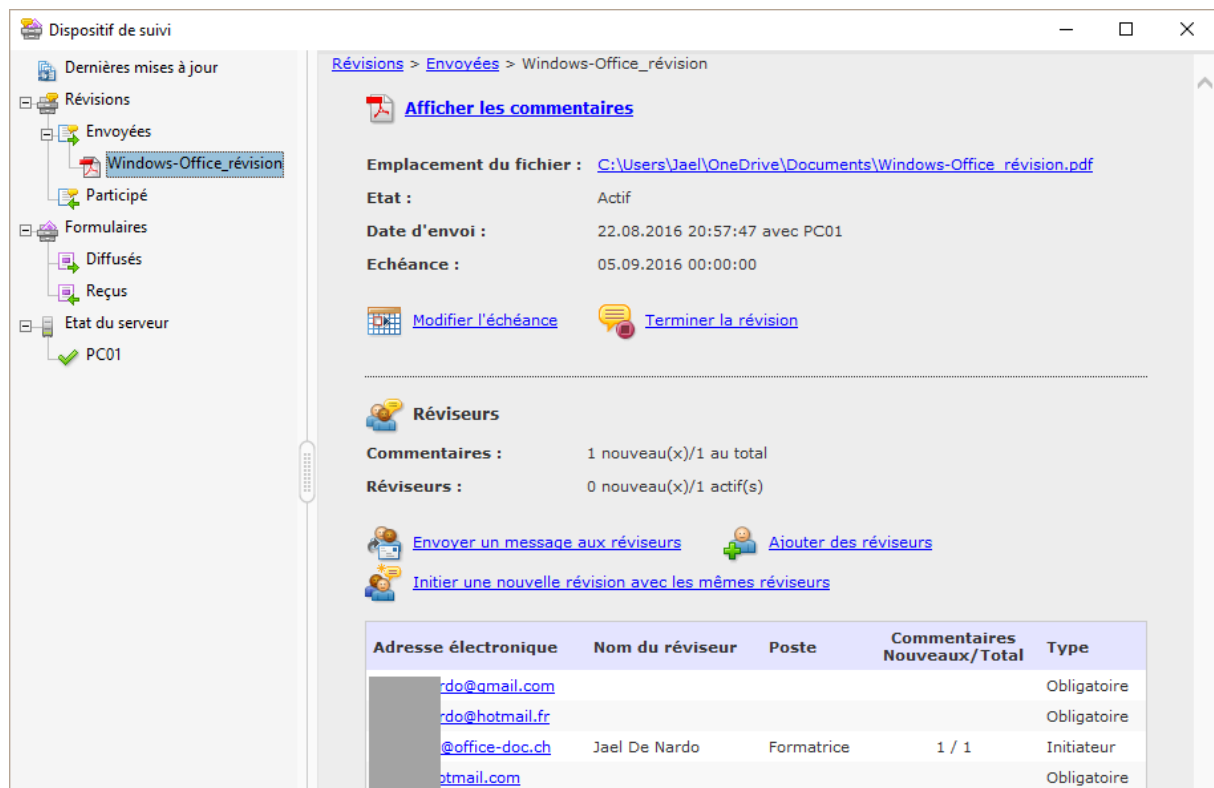 Dispositif de suivi
Dernières mises à jour
Révisions
Envoyées
Windows-Office_révision
Participé
Formulaires
Diffusés
Reçus
Etat du serveur
PC01
Révisions > Envoyées > Windows-Office_révision
Afficher les commentaires
Emplacement du fichier : C:\Users\Jael\OneDrive\Documents\Windows-Office_révision.pdf
Etat : Actif
Date d'envoi : 22.08.2016 20:57:47 avec PC01
Echéance : 05.09.2016 00:00:00
Modifier l'échéance Terminer la révision
Réviseurs
Commentaires : 1 nouveau(x)/1 au total
Réviseurs : 0 nouveau(x)/1 actif(s)
Envoyer un message aux réviseurs Ajouter des réviseurs
Initier une nouvelle révision avec les mêmes réviseurs
Adresse électronique Nom du réviseur Poste Commentaires Nouveaux/Total Type
rdo@gmail.com Obligatoire
rdo@hotmail.fr Obligatoire
@office-doc.ch Jael De Nardo Formatrice 1 / 1 Initiateur
otmail.com Obligatoire